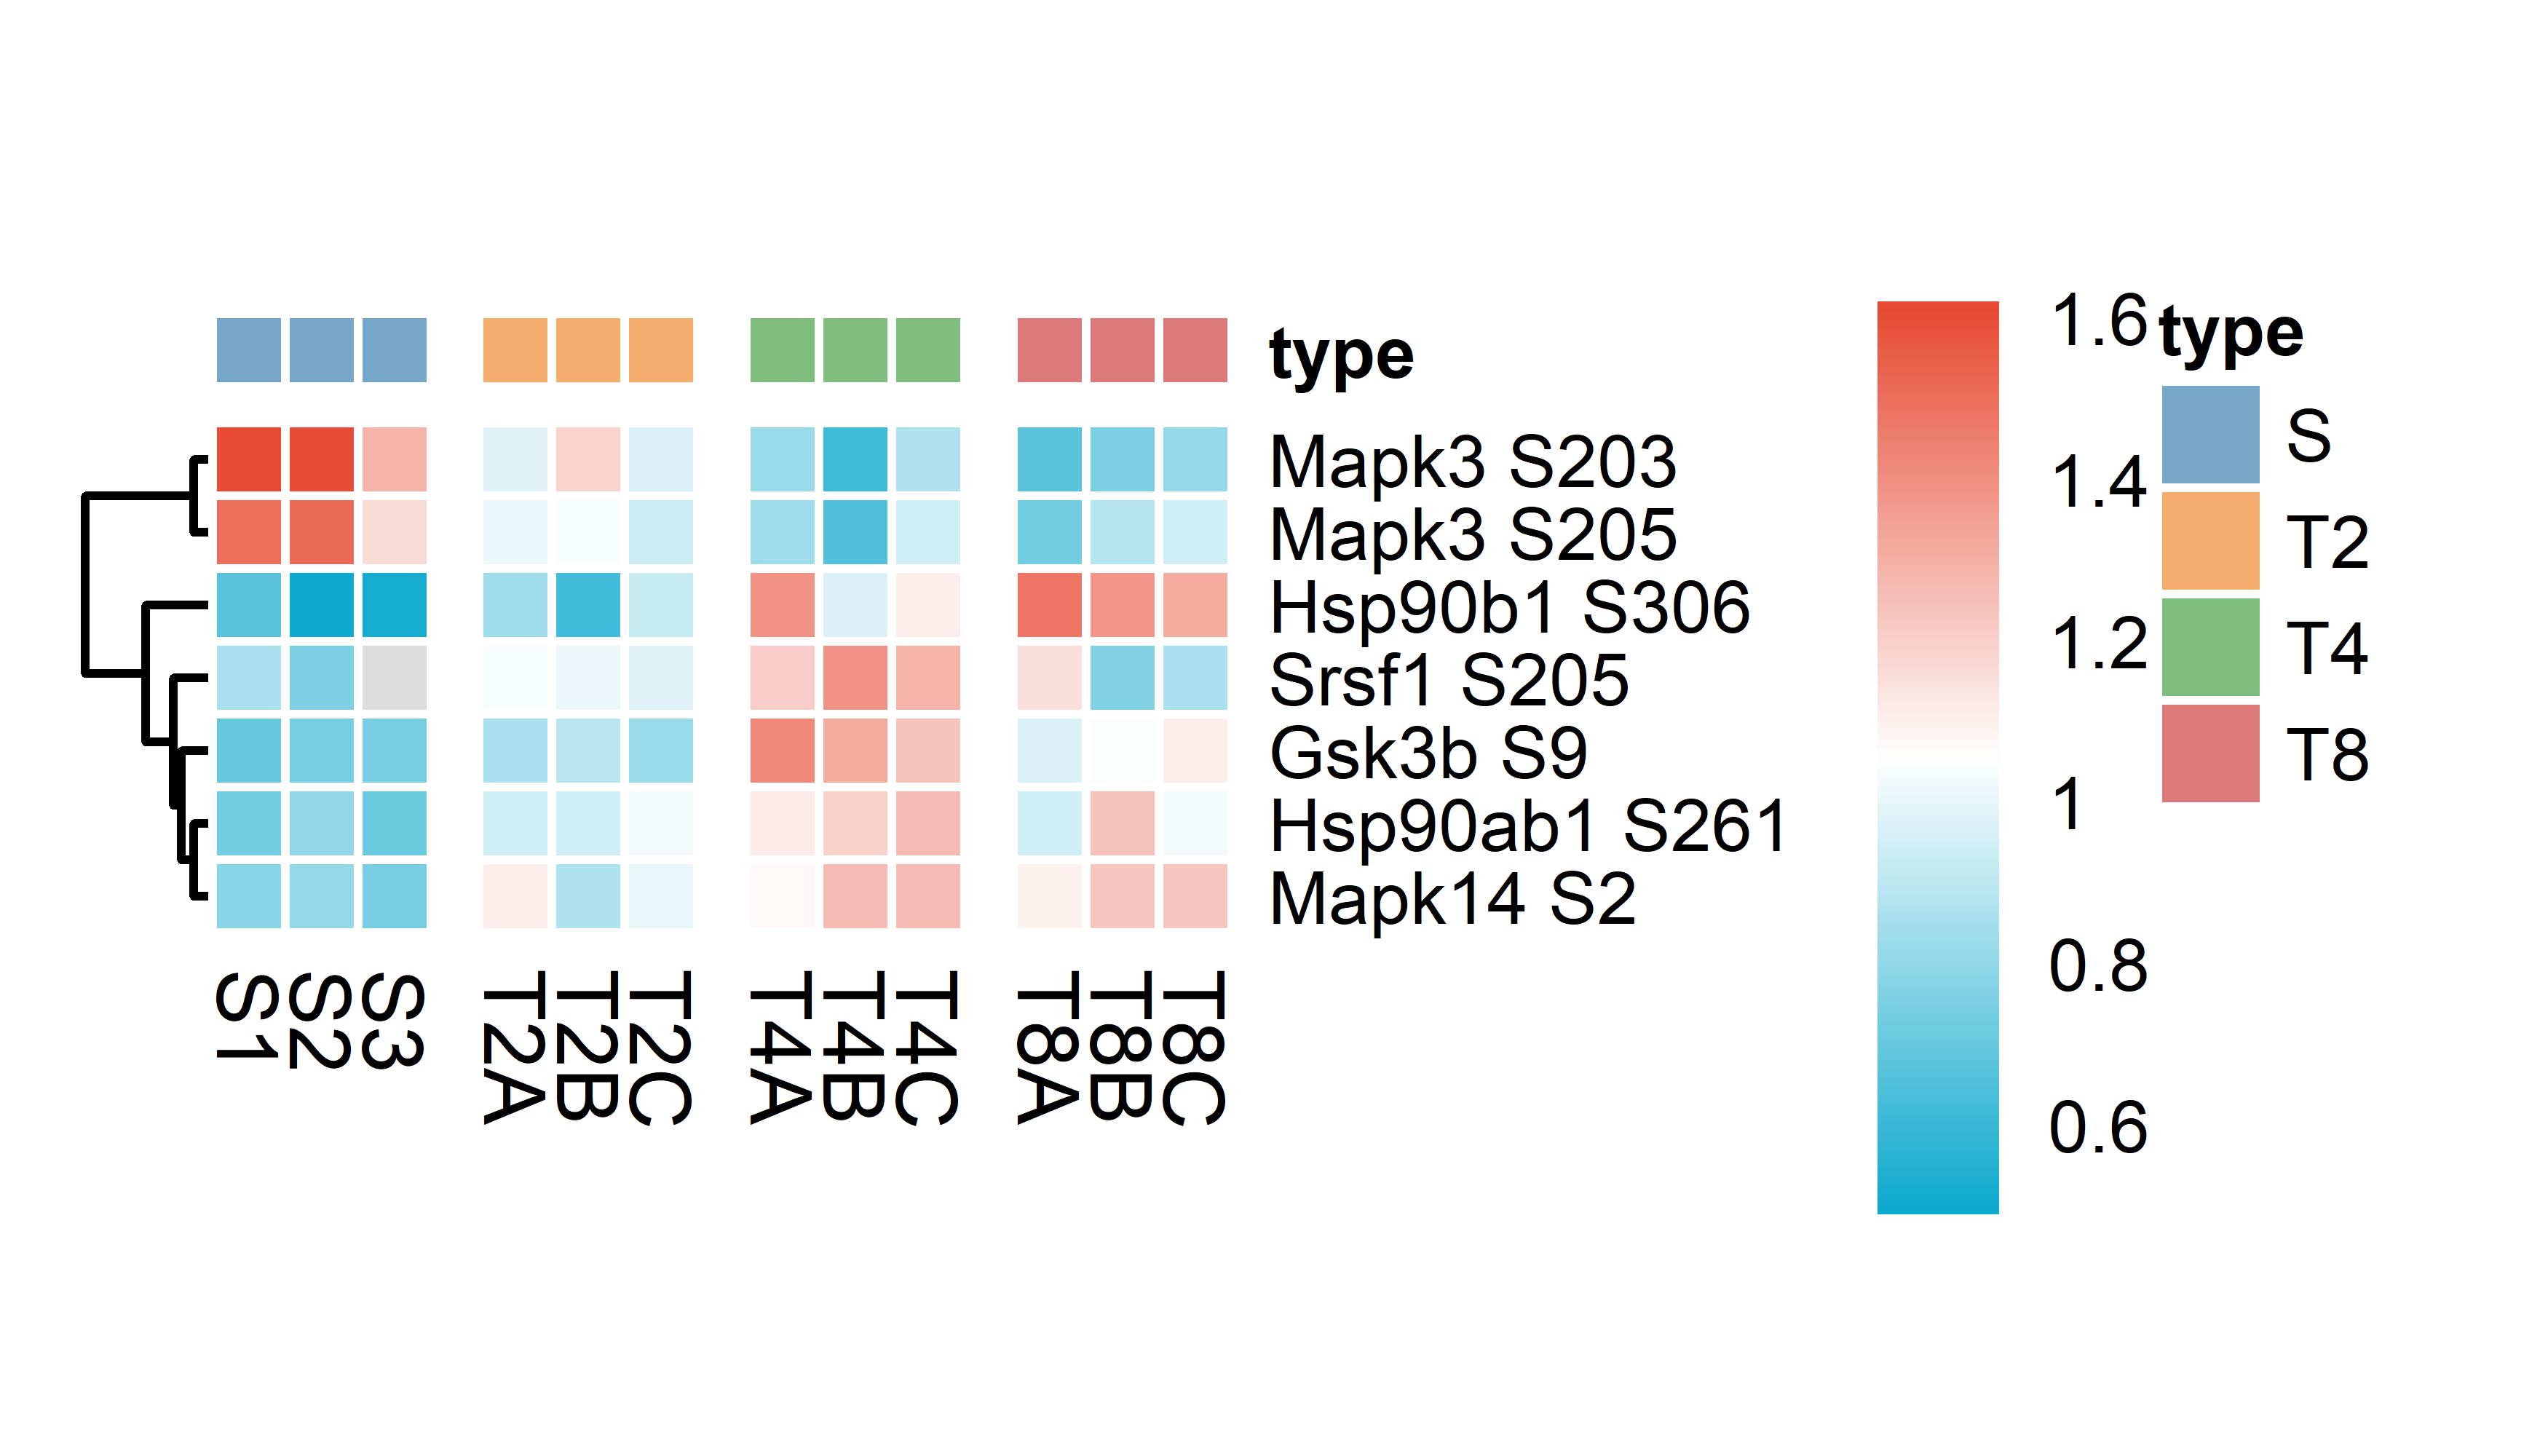 type
Mapk3 S203
Mapk3 S205
Hsp90b1 S306
Srsf1 S205
Gsk3b S9
Hsp90ab1 S261
Mapk14 S2
S1
S2
S3
T2A
T2B
T2C
T4A
T4B
T4C
T8A
T8B
T8C
1.6
1.4
1.2
1
0.8
0.6
type
S
T2
T4
T8